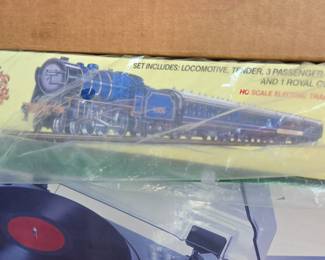 SET INCLUDES: LOCOMOTIVE, TENDER, 3 PASSENGER
AND 1 ROYAL
HO SCALE ELECTRIC